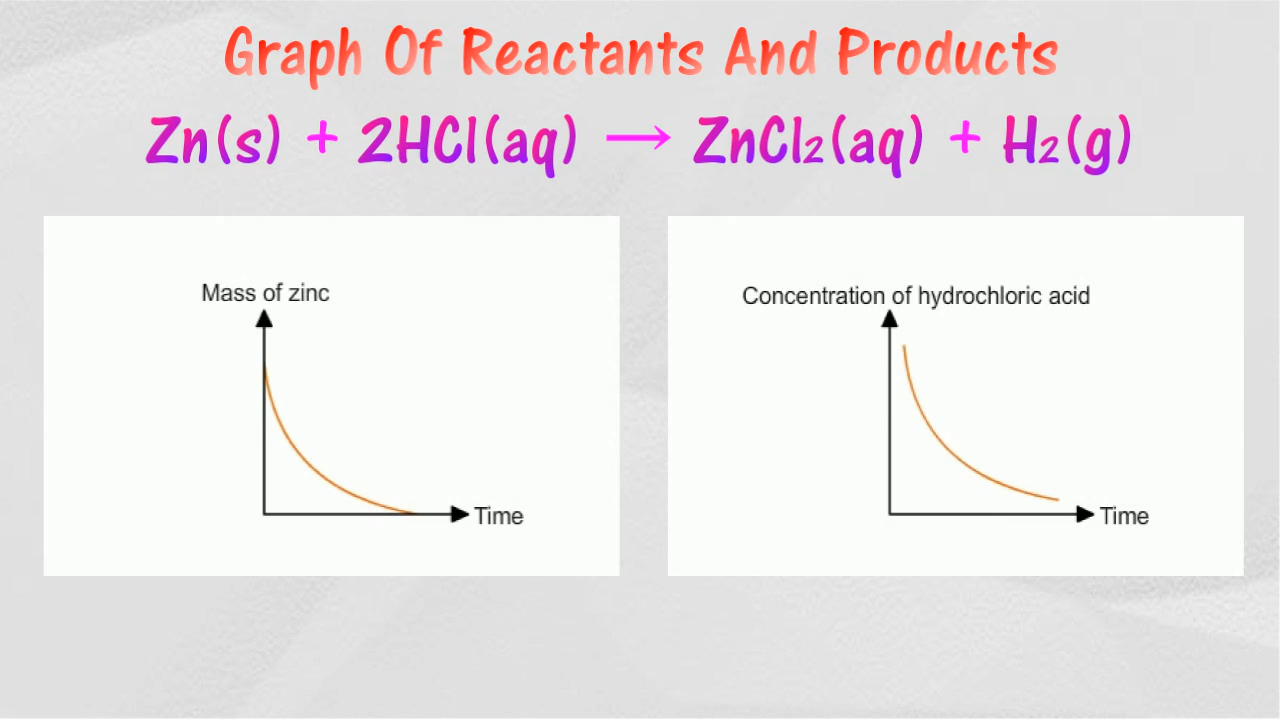 Graph Of Reactants And Products
Zn(s) + 2HCl(aq) → ZnCl₂(aq) + H₂(g)
Mass of zinc
Time
Concentration of hydrochloric acid
Time